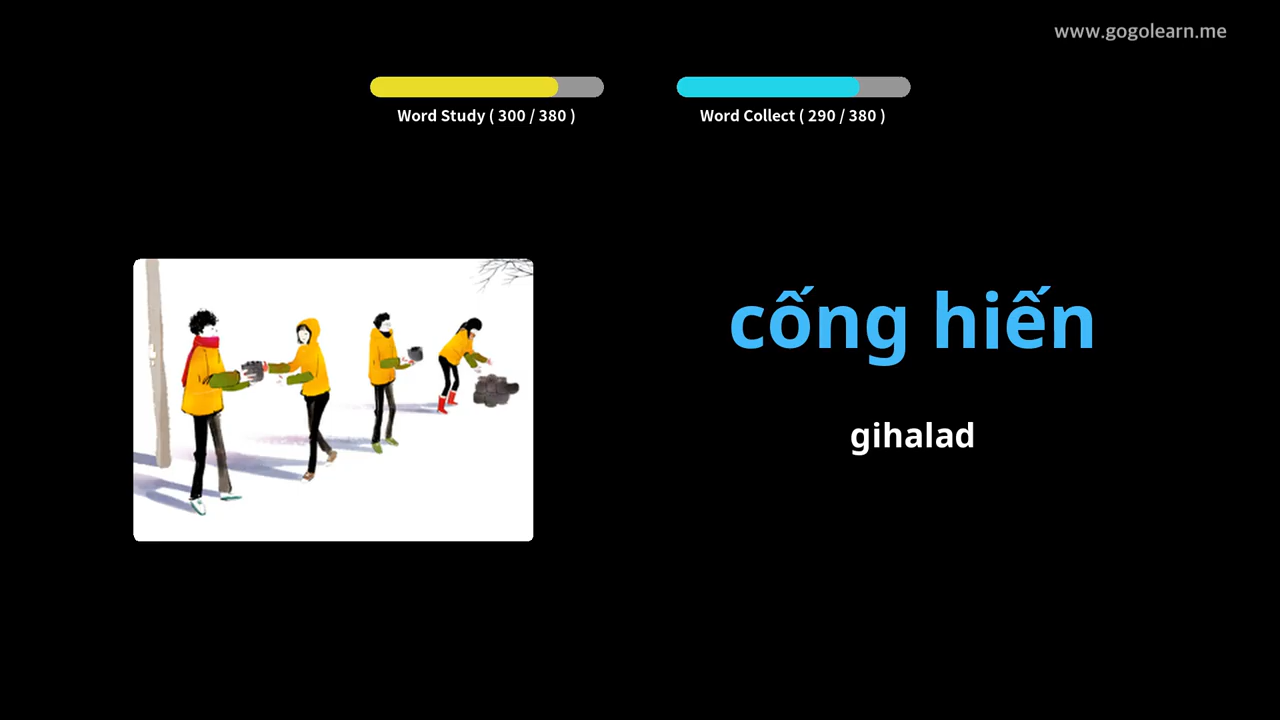 www.gogolearn.me
Word Study ( 300 / 380 )
Word Collect ( 290 / 380 )
cống hiến
gihalad